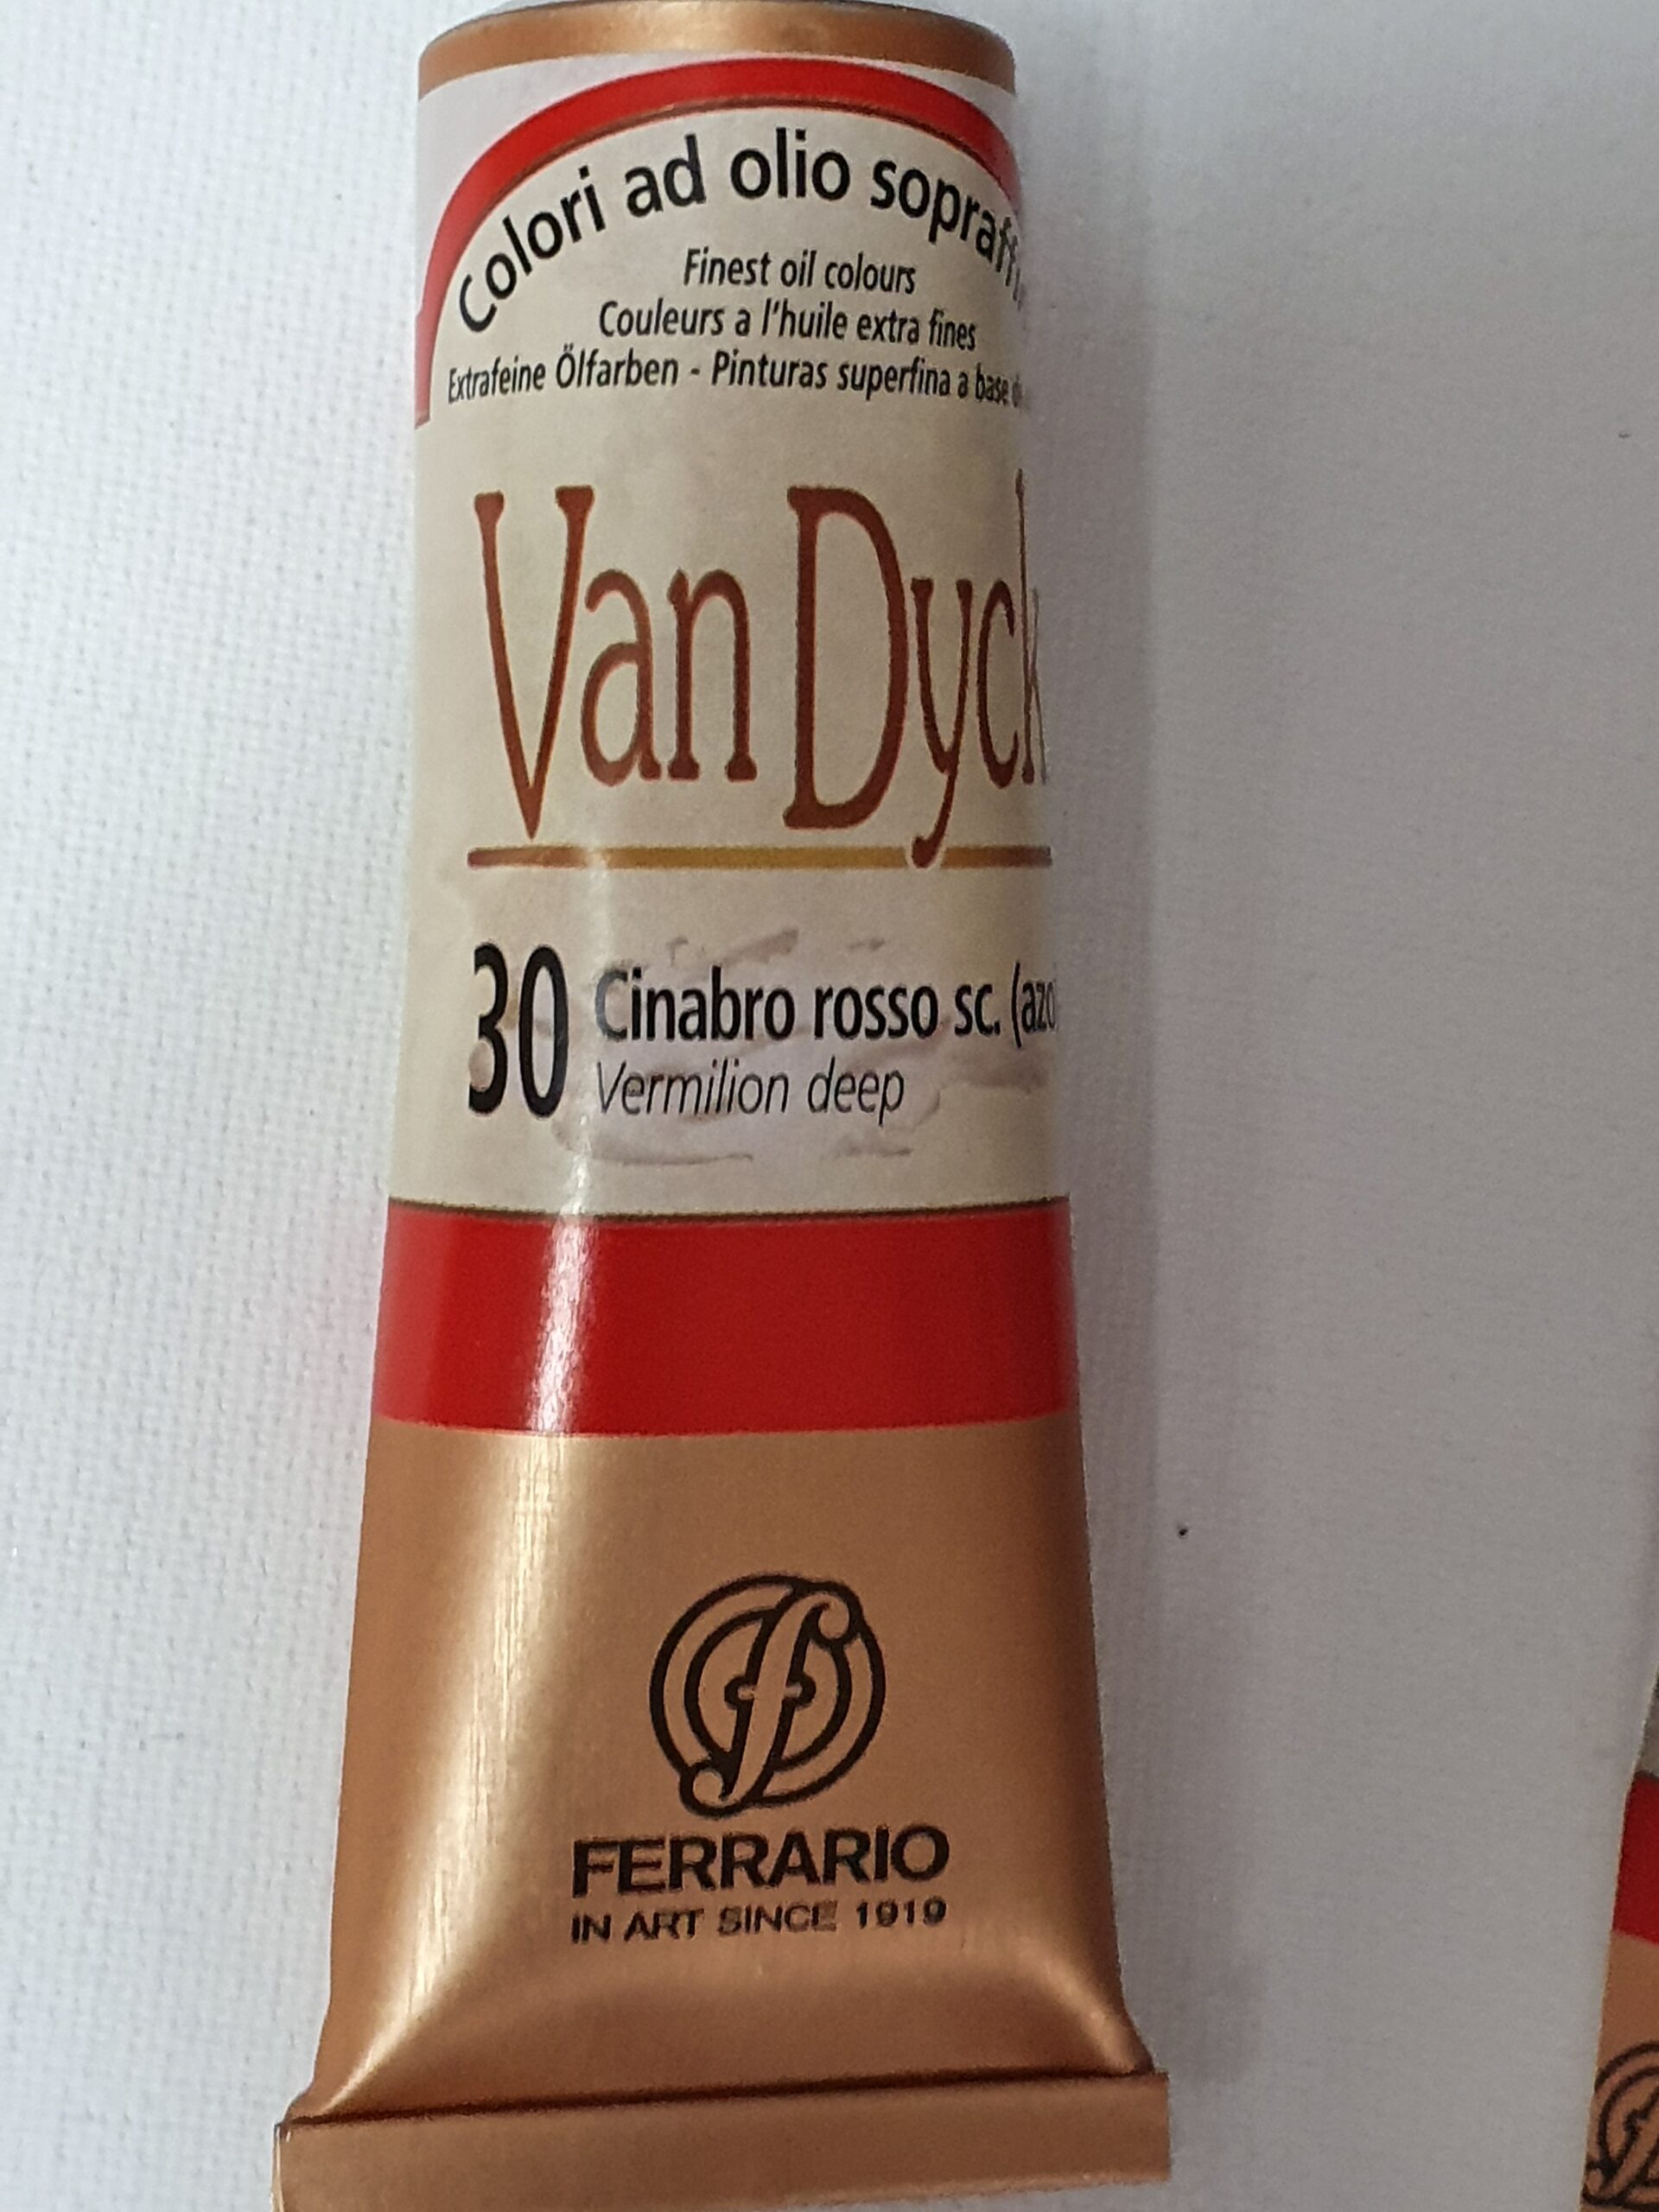 Colori ad olio sopraffi
Finest oil colours
Couleurs a l'huile extra fines
Extrafeine Ölfarben - Pinturas superfina a base
Van Dyck
30 Cinabro rosso sc. (azo
Vermilion deep
FERRARIO
IN ART SINCE 1919